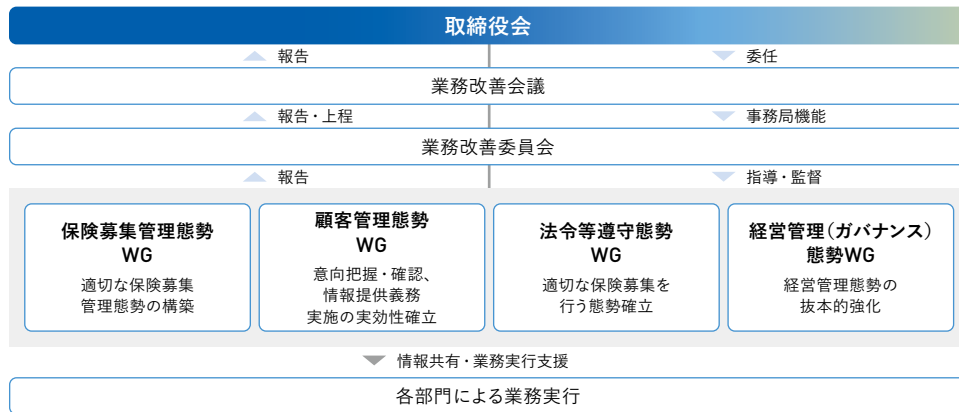 取締役会
報告
委任
業務改善会議
報告・上程
事務局機能
業務改善委員会
報告
指導・監督
保険募集管理態勢
WG
適切な保険募集
管理態勢の構築
顧客管理態勢
WG
意向把握・確認、
情報提供義務
実施の実効性確立
法令等遵守態勢
WG
適切な保険募集を
行う態勢確立
経営管理（ガバナンス）
態勢WG
経営管理態勢の
抜本的強化
情報共有・業務実行支援
各部門による業務実行